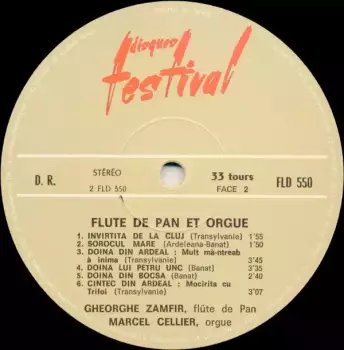 disques
festival
D. R.
STÉRÉO
2 FLD 550
33 tours
FACE 2
FLD 550
FLUTE DE PAN ET ORGUE
1. INVIRTITA DE LA CLUJ (Transylvanie) 1'55
2. SOROCUL MARE (Ardeleana-Banat) 1'50
3. DOINA DIN ARDEAL : Mult mà-ntreab
à inima (Transylvanie) 3'45
4. DOINA LUI PETRU UNC (Banat) 3'35
5. DOINA DIN BOCSA (Banat) 2'40
6. CINTEC DIN ARDEAL : Mocirita cu
Trifoi (Transylvanie) 3'07
GHEORGHE ZAMFIR, flûte de Pan
MARCEL CELLIER, orgue